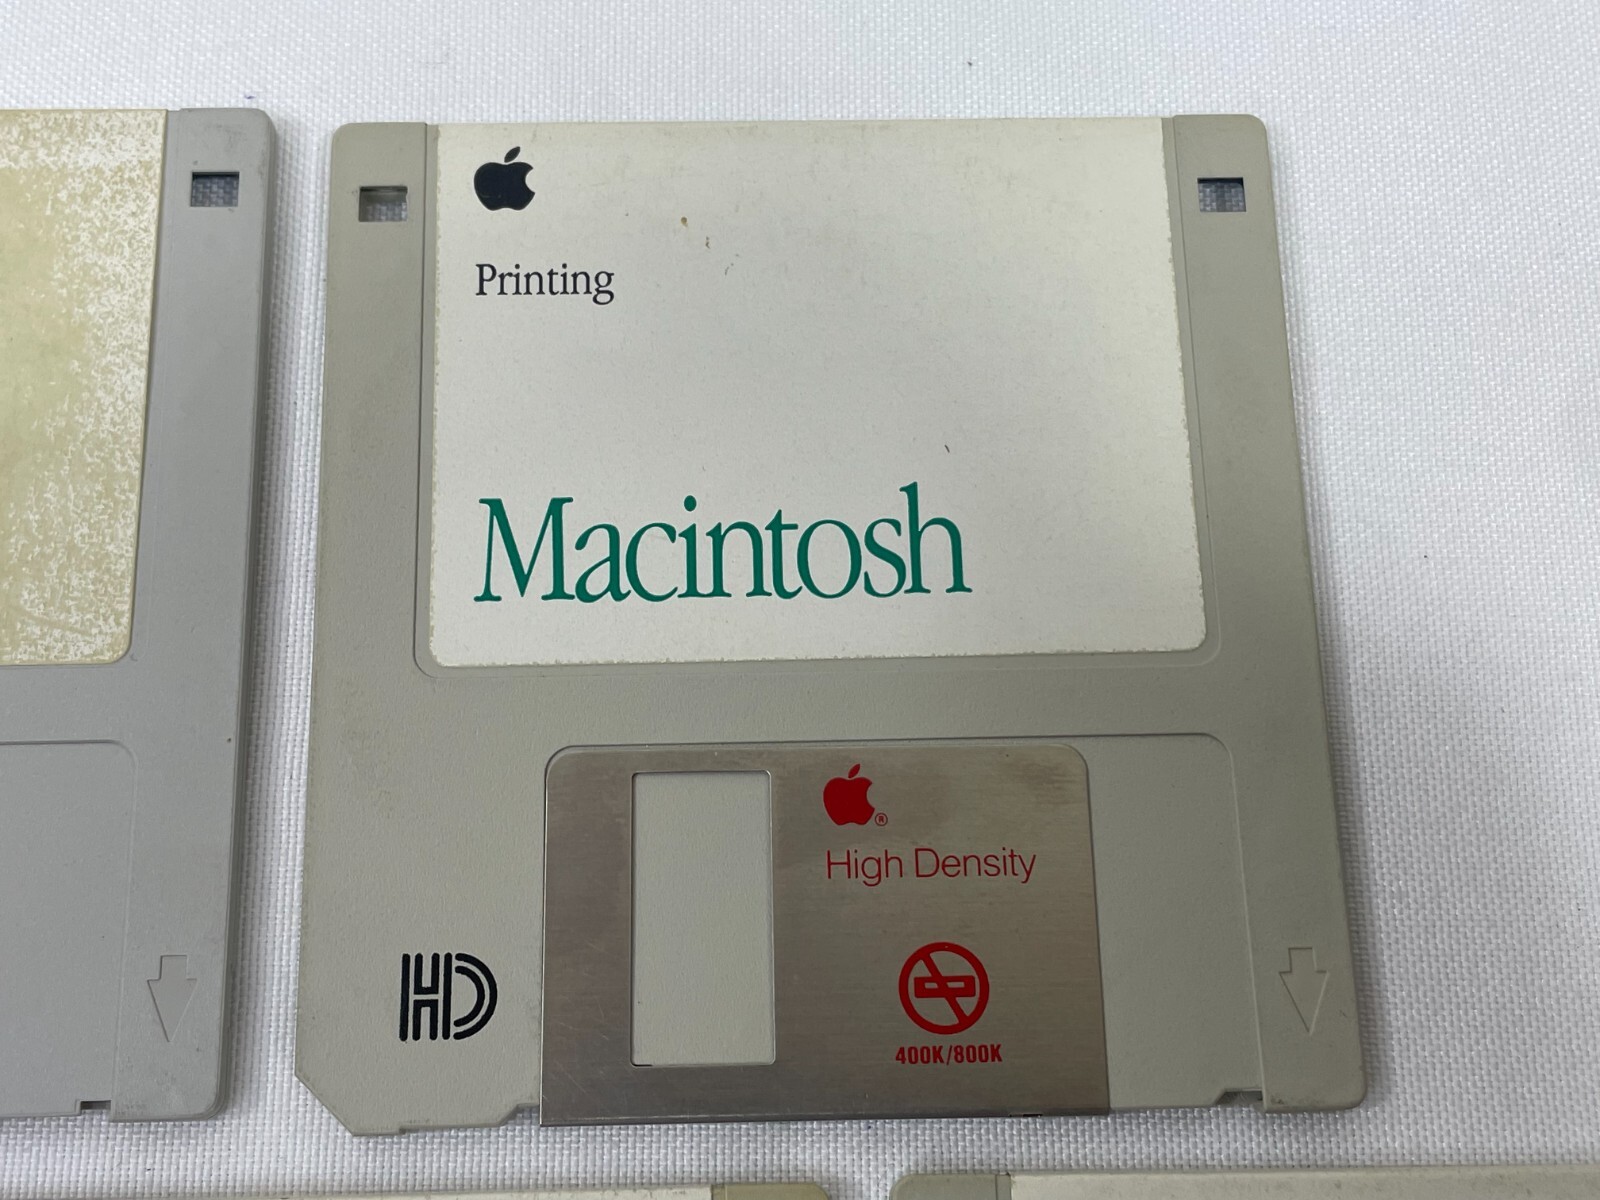 Printing
Macintosh
®
High Density
HD
400K/800K